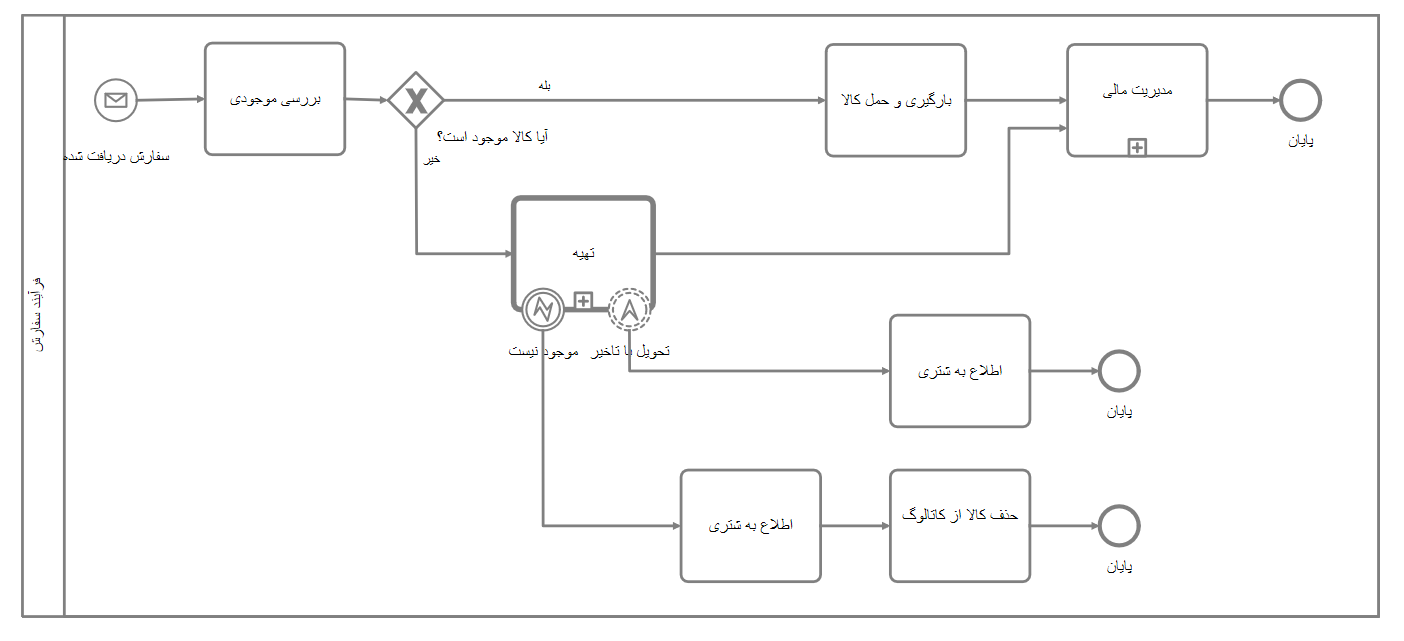 فرآیند سفارش
سفارش دریافت شده
بررسی موجودی
آیا کالا موجود است؟
بله
خیر
بارگیری و حمل کالا
مدیریت مالی
پایان
تهیه
تحویل با تاخیر
موجود نیست
اطلاع به شتری
پایان
اطلاع به شتری
حذف کالا از کاتالوگ
پایان